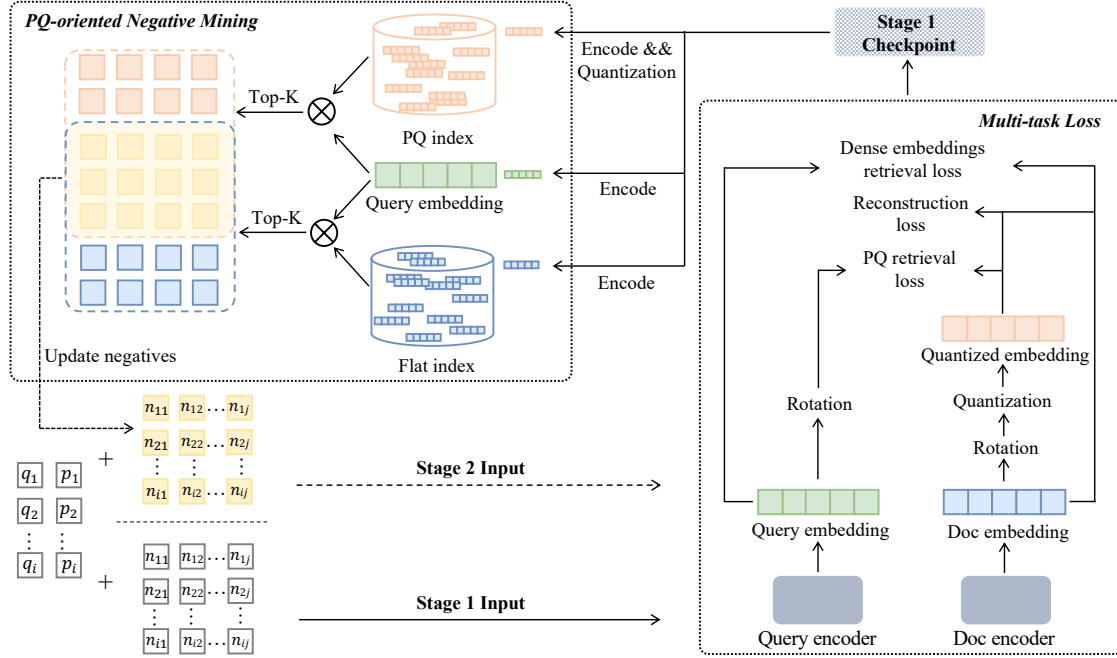 PQ-oriented Negative Mining
Top-K
PQ index
Query embedding
Top-K
Flat index
Update negatives
Encode &&
Quantization
Encode
Encode
Stage 1
Checkpoint
Multi-task Loss
Dense embeddings
retrieval loss
Reconstruction
loss
PQ retrieval
loss
Quantized embedding
Quantization
Rotation
Rotation
Query embedding
Doc embedding
Query encoder
Doc encoder
q₁ p₁
q₂ p₂
⋮ ⋮
qᵢ pᵢ
+
n₁₁ n₁₂ … n₁ⱼ
n₂₁ n₂₂ … n₂ⱼ
⋮ ⋮ ⋮
nᵢ₁ nᵢ₂ … nᵢⱼ
Stage 2 Input
+
n₁₁ n₁₂ … n₁ⱼ
n₂₁ n₂₂ … n₂ⱼ
⋮ ⋮ ⋮
nᵢ₁ nᵢ₂ … nᵢⱼ
Stage 1 Input